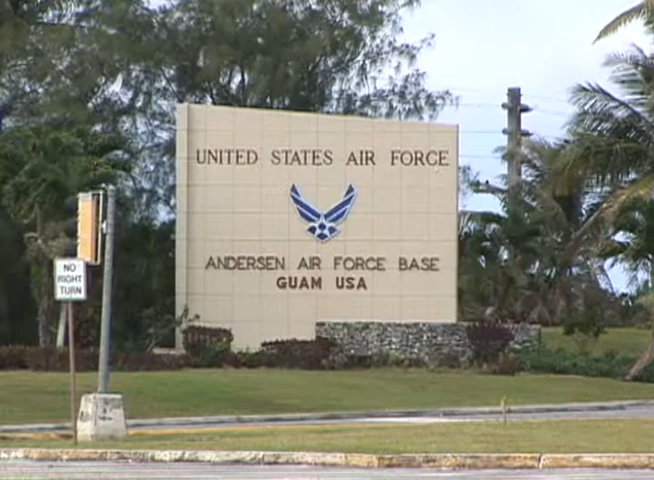 UNITED STATES AIR FORCE
ANDERSEN AIR FORCE BASE
GUAM USA
NO
RIGHT
TURN